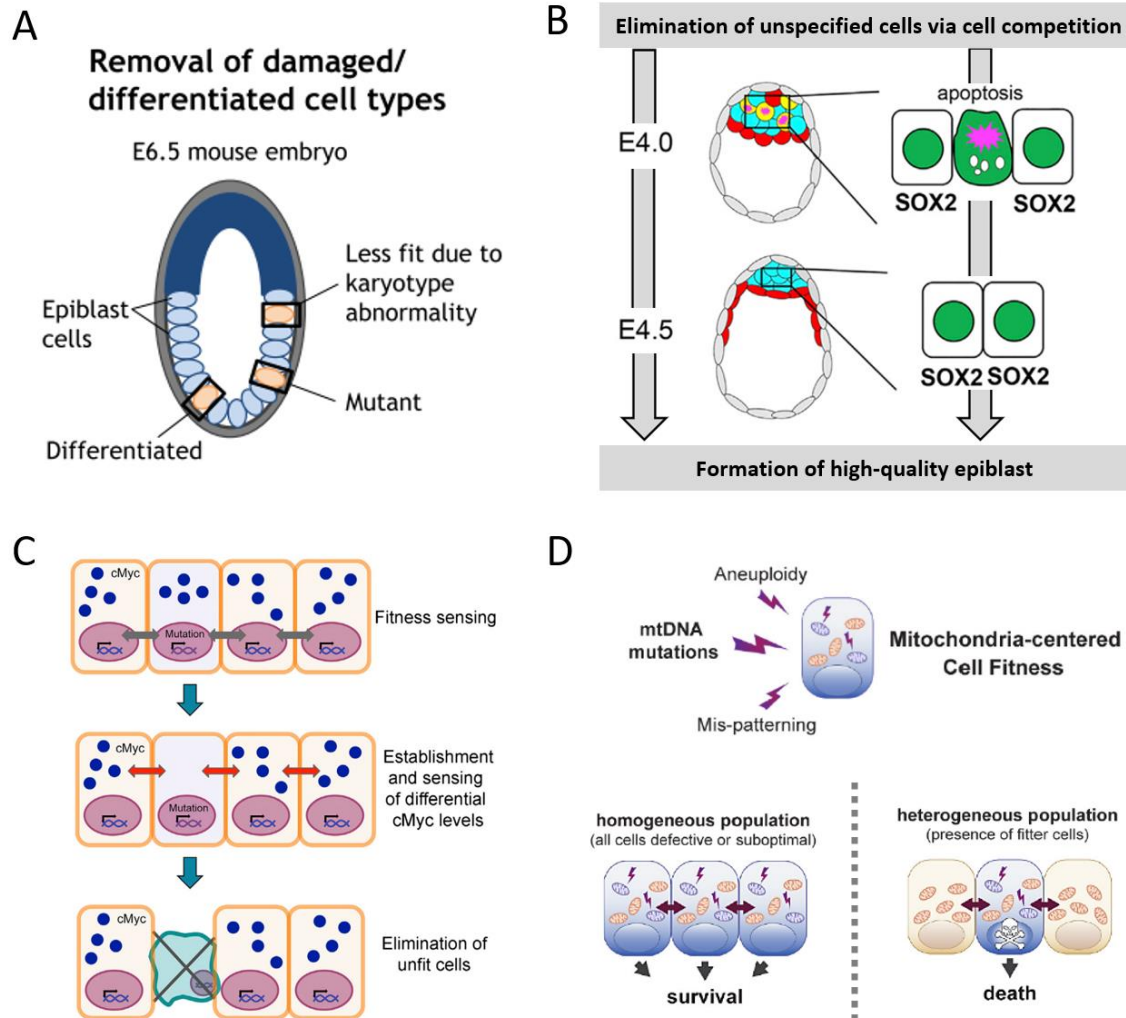 A
Removal of damaged/
differentiated cell types
E6.5 mouse embryo
Epiblast
cells
Less fit due to
karyotype
abnormality
Mutant
Differentiated
B
Elimination of unspecified cells via cell competition
E4.0
apoptosis
SOX2
SOX2
E4.5
SOX2 SOX2
Formation of high-quality epiblast
C
cMyc
Mutation
Fitness sensing
cMyc
Mutation
Establishment
and sensing
of differential
cMyc levels
cMyc
Elimination of
unfit cells
D
Aneuploidy
mtDNA
mutations
Mis-patterning
Mitochondria-centered
Cell Fitness
homogeneous population
(all cells defective or suboptimal)
survival
heterogeneous population
(presence of fitter cells)
death